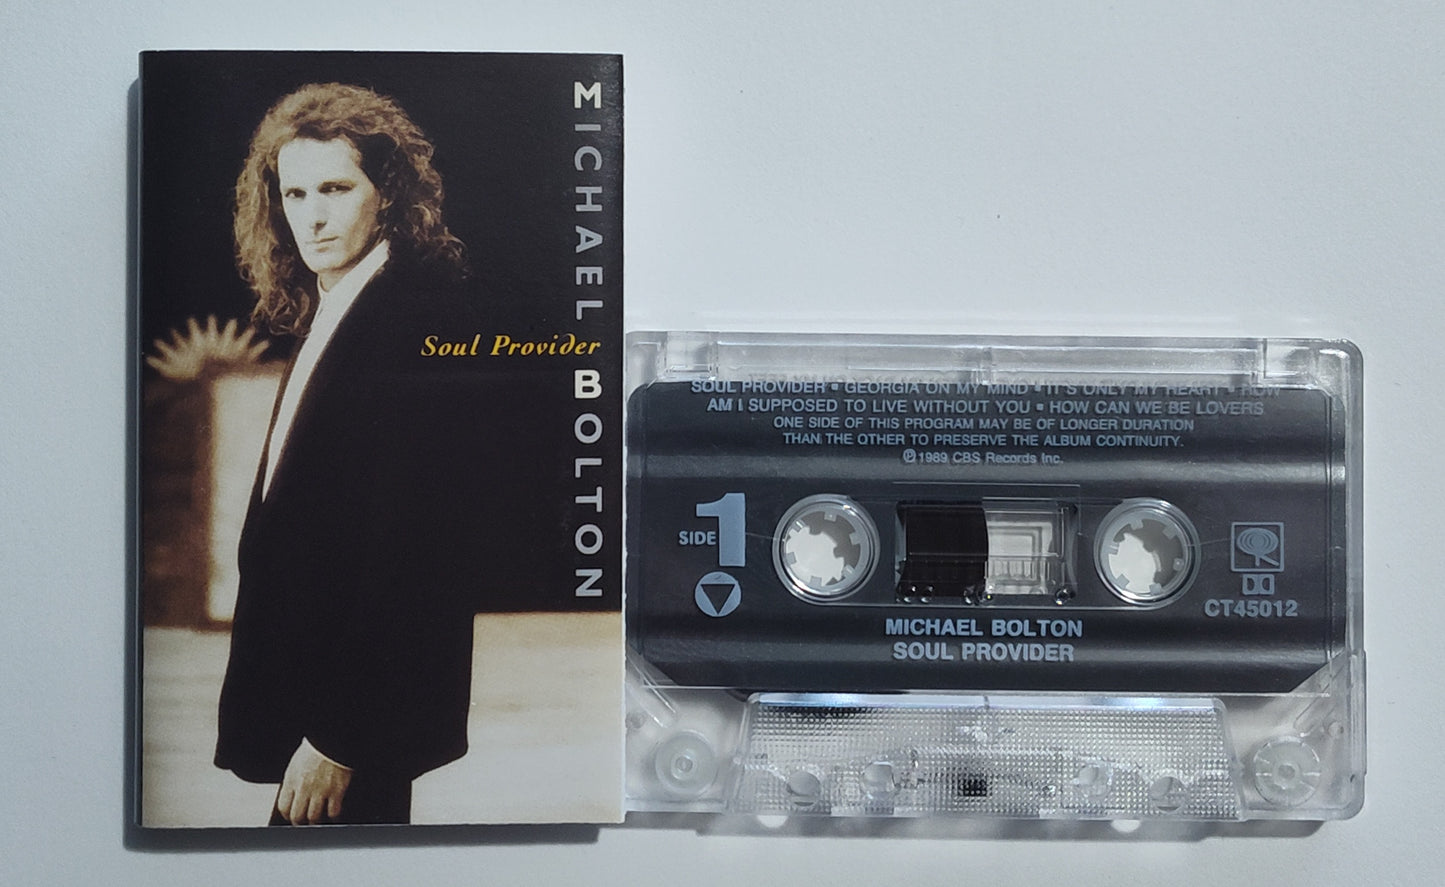 MICHAEL BOLTON
Soul Provider
SOUL PROVIDER • GEORGIA ON MY MIND • IT'S ONLY MY HEART • HOW
AM I SUPPOSED TO LIVE WITHOUT YOU • HOW CAN WE BE LOVERS
ONE SIDE OF THIS PROGRAM MAY BE OF LONGER DURATION
THAN THE OTHER TO PRESERVE THE ALBUM CONTINUITY.
℗1989 CBS Records Inc.
SIDE 1
CT45012
MICHAEL BOLTON
SOUL PROVIDER